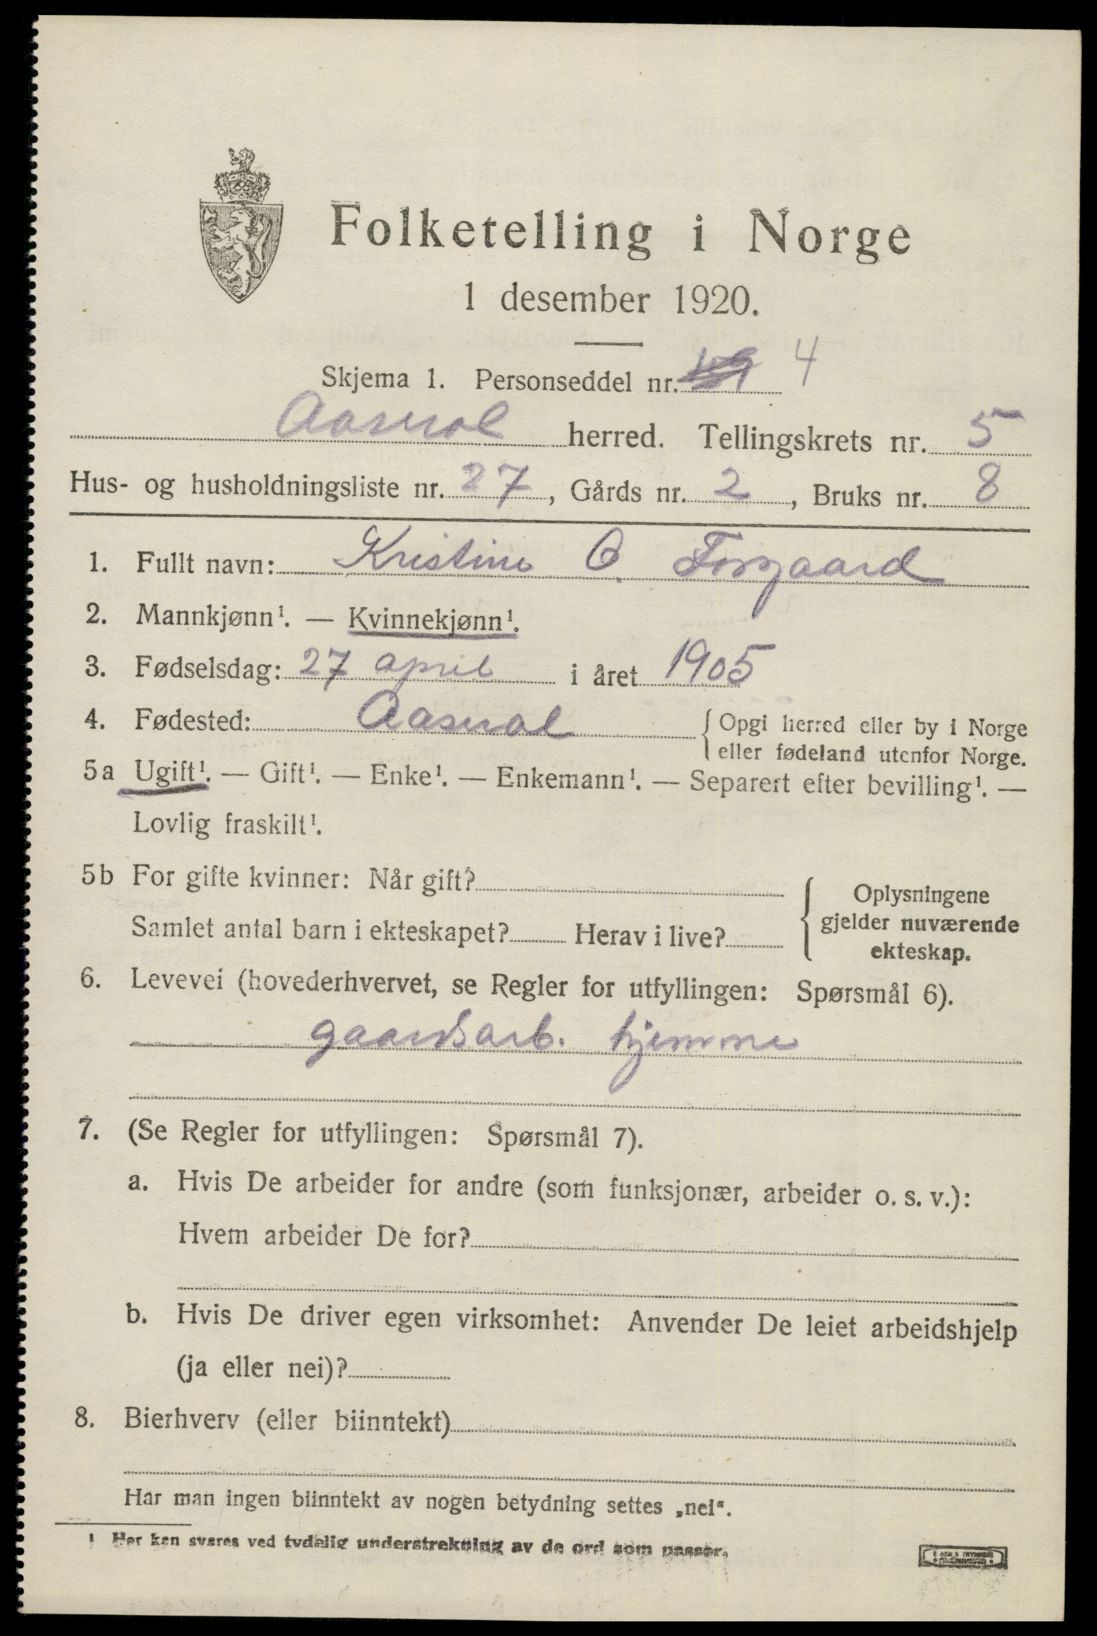 Folketelling i Norge
1 desember 1920.
Skjema 1. Personseddel nr. 4
Aaseral herred. Tellingskrets nr. 5
Hus- og husholdningsliste nr. 27, Gårds nr. 2, Bruks nr. 8
1. Fullt navn: Kristine O. Torgaard
2. Mannkjønn¹. — Kvinnekjønn¹.
3. Fødselsdag: 27 april i året 1905
4. Fødested: Aaseral { Opgi herred eller by i Norge
eller fødeland utenfor Norge.
5a Ugift¹. — Gift¹. — Enke¹. — Enkemann¹. — Separert efter bevilling¹. —
Lovlig fraskilt¹.
5b For gifte kvinner: Når gift?
Samlet antal barn i ekteskapet? Herav i live?
Oplysningene
gjelder nuværende
ekteskap.
6. Levevei (hovederhvervet, se Regler for utfyllingen: Spørsmål 6).
gaardsarb. hjemme
7. (Se Regler for utfyllingen: Spørsmål 7).
a. Hvis De arbeider for andre (som funksjonær, arbeider o. s. v.):
Hvem arbeider De for?
b. Hvis De driver egen virksomhet: Anvender De leiet arbeidshjelp
(ja eller nei)?
8. Bierhverv (eller biinntekt)
Har man ingen biinntekt av nogen betydning settes „nei“.
¹ Her kan svares ved tydelig understrekning av de ord som passer.